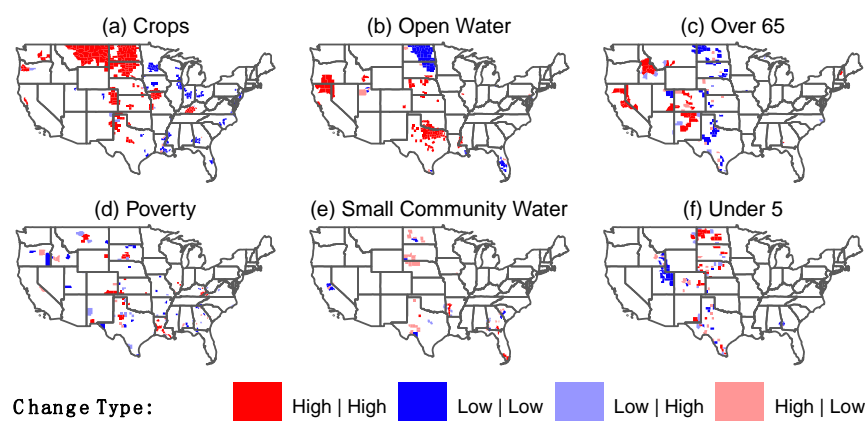 (a) Crops (b) Open Water (c) Over 65
(d) Poverty (e) Small Community Water (f) Under 5
Change Type: High | High Low | Low Low | High High | Low